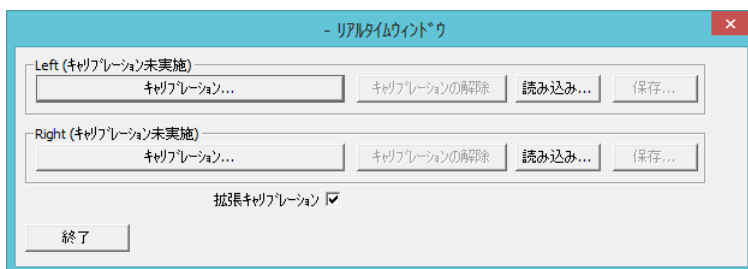 - ﾘｱﾙﾀｲﾑｳｨﾝﾄﾞｳ
Left (ｷｬﾘﾌﾞﾚｰｼｮﾝ未実施)
ｷｬﾘﾌﾞﾚｰｼｮﾝ... ｷｬﾘﾌﾞﾚｰｼｮﾝの解除 読み込み... 保存...
Right (ｷｬﾘﾌﾞﾚｰｼｮﾝ未実施)
ｷｬﾘﾌﾞﾚｰｼｮﾝ... ｷｬﾘﾌﾞﾚｰｼｮﾝの解除 読み込み... 保存...
拡張ｷｬﾘﾌﾞﾚｰｼｮﾝ
終了